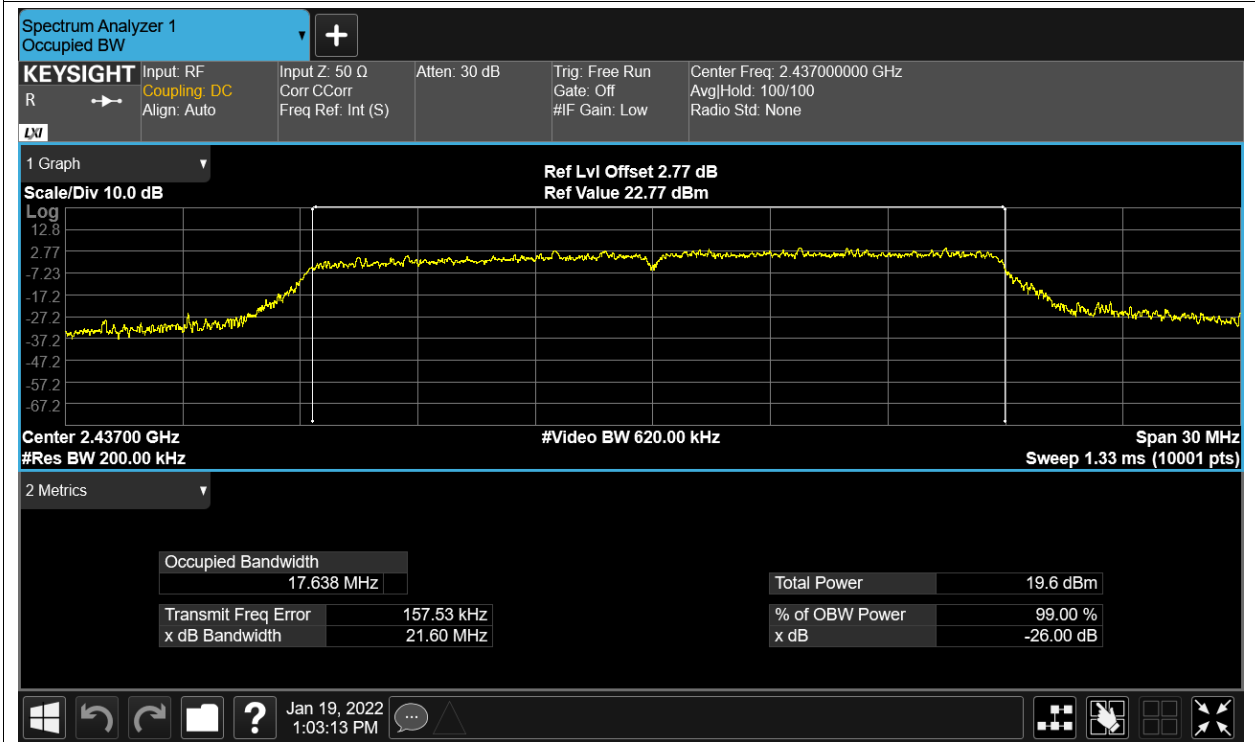 Spectrum Analyzer 1
Occupied BW
KEYSIGHT Input: RF Input Z: 50 Ω Atten: 30 dB Trig: Free Run Center Freq: 2.437000000 GHz
R Coupling: DC Corr CCorr Gate: Off Avg|Hold: 100/100
Align: Auto Freq Ref: Int (S) #IF Gain: Low Radio Std: None
LXI
1 Graph
Ref Lvl Offset 2.77 dB
Scale/Div 10.0 dB Ref Value 22.77 dBm
Log
12.8
2.77
-7.23
-17.2
-27.2
-37.2
-47.2
-57.2
-67.2
Center 2.43700 GHz #Video BW 620.00 kHz Span 30 MHz
#Res BW 200.00 kHz Sweep 1.33 ms (10001 pts)
2 Metrics
Occupied Bandwidth
17.638 MHz Total Power 19.6 dBm
Transmit Freq Error 157.53 kHz % of OBW Power 99.00 %
x dB Bandwidth 21.60 MHz x dB -26.00 dB
? Jan 19, 2022
1:03:13 PM